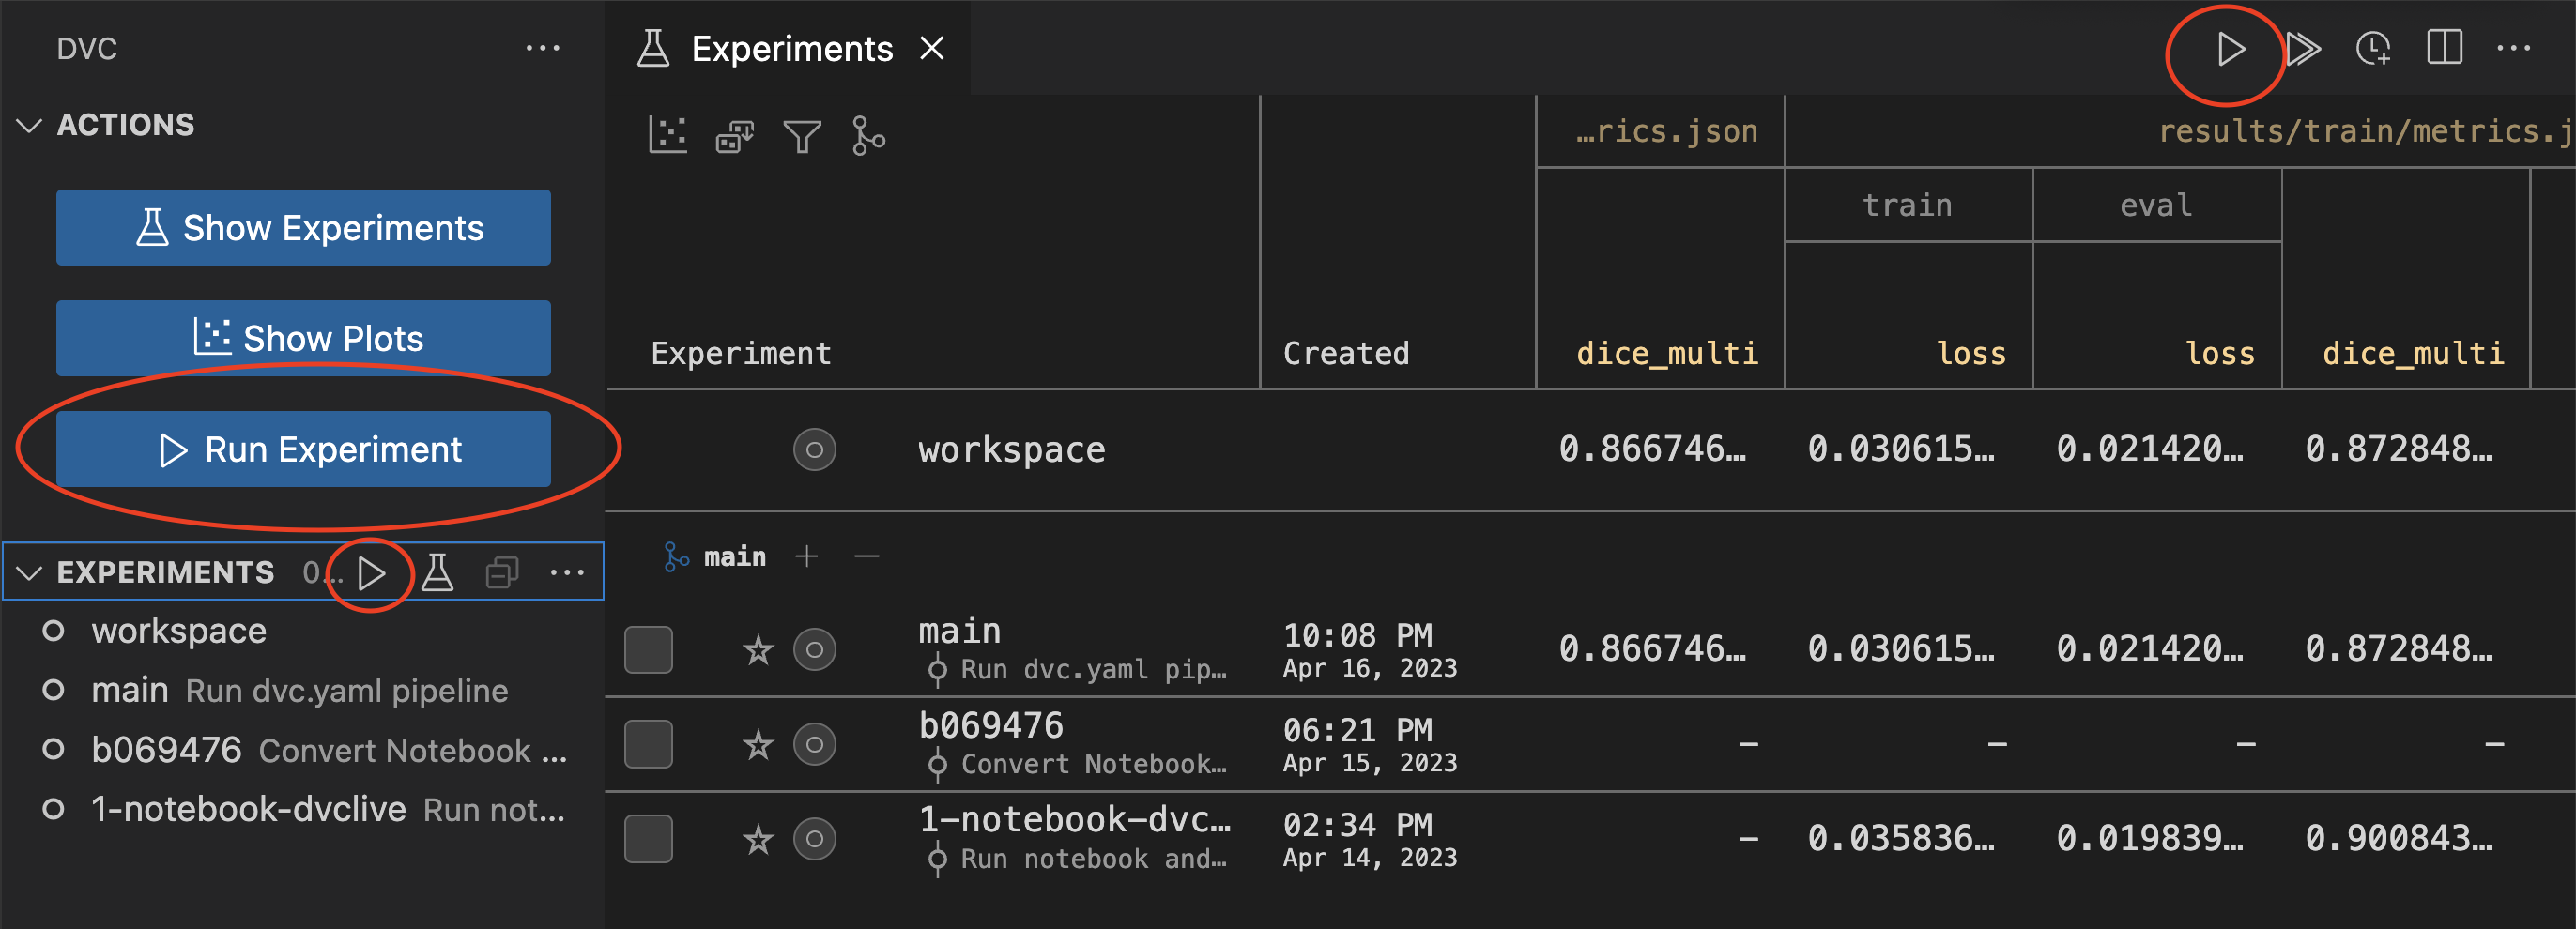 DVC
ACTIONS
Show Experiments
Show Plots
Run Experiment
EXPERIMENTS 0...
workspace
main Run dvc.yaml pipeline
b069476 Convert Notebook ...
1-notebook-dvclive Run not...
Experiments
…rics.json results/train/metrics.j
train eval
Experiment Created dice_multi loss loss dice_multi
workspace 0.866746… 0.030615… 0.021420… 0.872848…
main
main 10:08 PM 0.866746… 0.030615… 0.021420… 0.872848…
Run dvc.yaml pip… Apr 16, 2023
b069476 06:21 PM – – – –
Convert Notebook… Apr 15, 2023
1-notebook-dvc… 02:34 PM – 0.035836… 0.019839… 0.900843…
Run notebook and… Apr 14, 2023